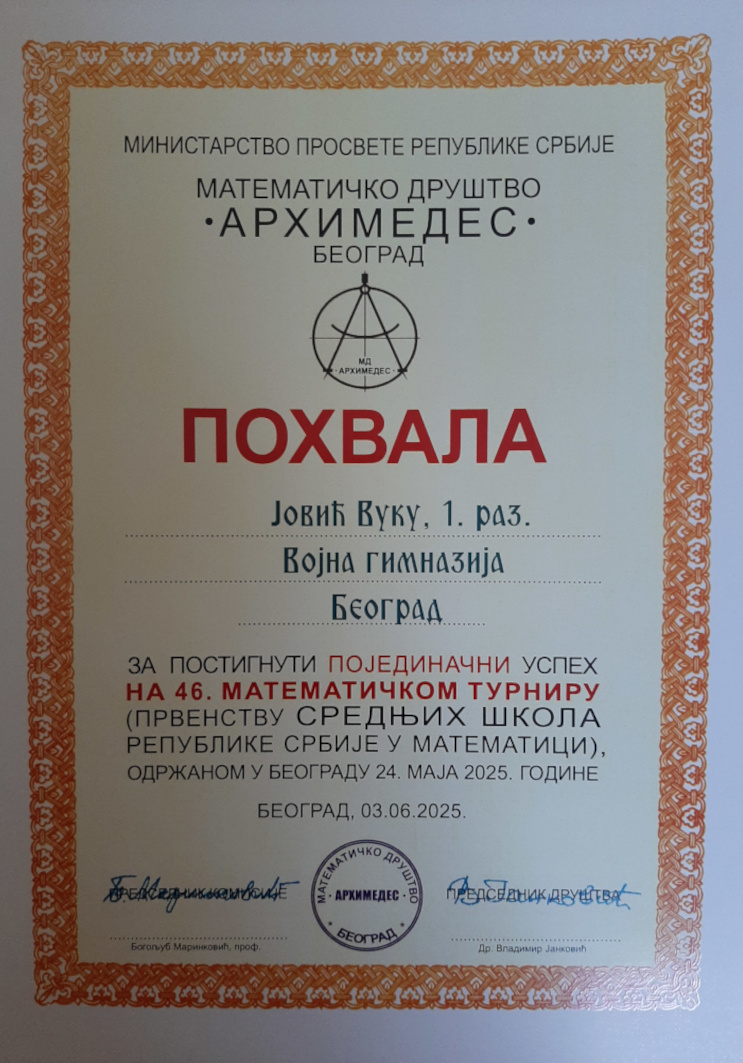 МИНИСТАРСТВО ПРОСВЕТЕ РЕПУБЛИКЕ СРБИЈЕ
МАТЕМАТИЧКО ДРУШТВО
·АРХИМЕДЕС·
БЕОГРАД
МД
·АРХИМЕДЕС·
ПОХВАЛА
Јовић Вуку, 1. раз.
Војна гимназија
Београд
ЗА ПОСТИГНУТИ ПОЈЕДИНАЧНИ УСПЕХ
НА 46. МАТЕМАТИЧКОМ ТУРНИРУ
(ПРВЕНСТВУ СРЕДЊИХ ШКОЛА
РЕПУБЛИКЕ СРБИЈЕ У МАТЕМАТИЦИ),
ОДРЖАНОМ У БЕОГРАДУ 24. МАЈА 2025. ГОДИНЕ
БЕОГРАД, 03.06.2025.
ПРЕДСЕДНИК КОМИСИЈЕ
Богољуб Маринковић, проф.
МАТЕМАТИЧКО ДРУШТВО
· АРХИМЕДЕС ·
БЕОГРАД
ПРЕДСЕДНИК ДРУШТВА
Др. Владимир Јанковић